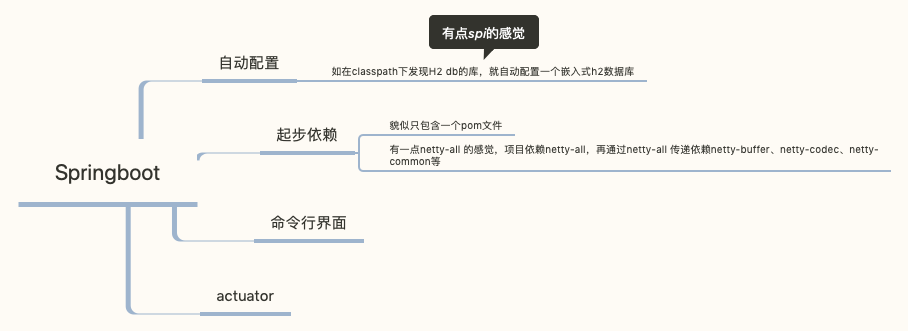 有点spi的感觉
自动配置
如在classpath下发现H2 db的库，就自动配置一个嵌入式h2数据库
起步依赖
貌似只包含一个pom文件
有一点netty-all 的感觉，项目依赖netty-all，再通过netty-all 传递依赖netty-buffer、netty-codec、netty-
common等
Springboot
命令行界面
actuator